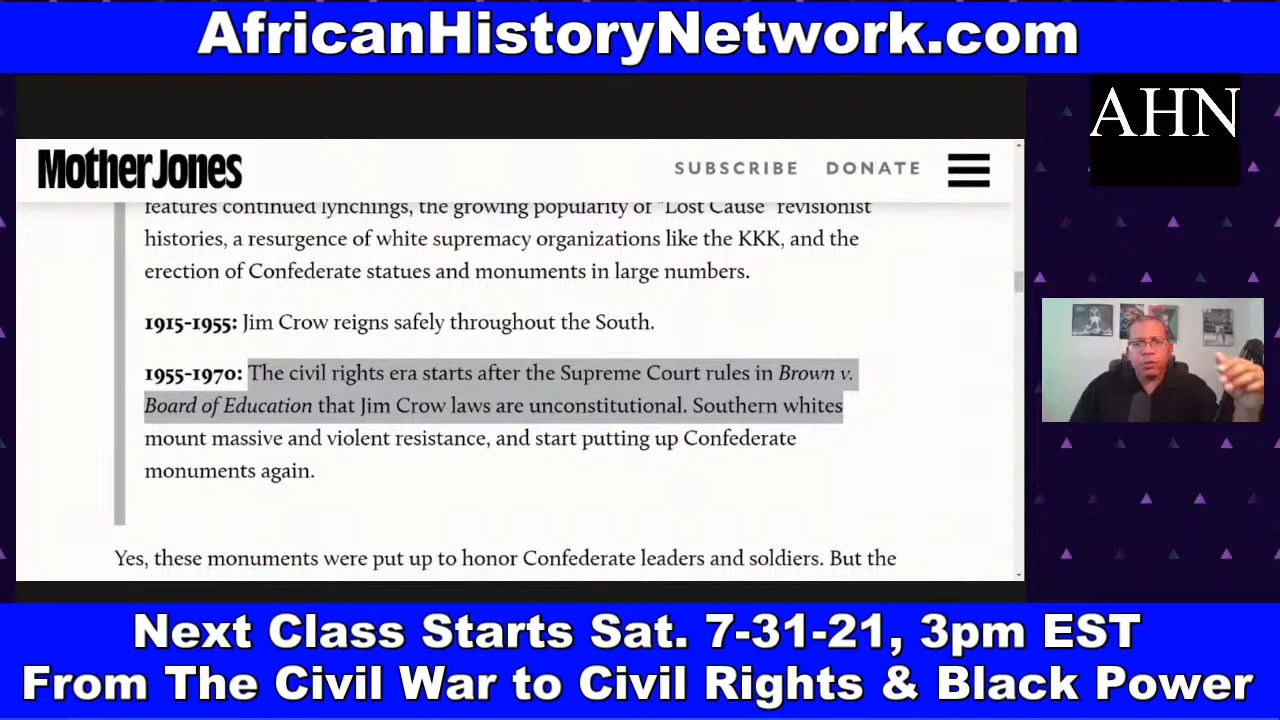 AfricanHistoryNetwork.com
AHN
Mother Jones
SUBSCRIBE DONATE
features continued lynchings, the growing popularity of "Lost Cause" revisionist
histories, a resurgence of white supremacy organizations like the KKK, and the
erection of Confederate statues and monuments in large numbers.
1915-1955: Jim Crow reigns safely throughout the South.
1955-1970: The civil rights era starts after the Supreme Court rules in Brown v.
Board of Education that Jim Crow laws are unconstitutional. Southern whites
mount massive and violent resistance, and start putting up Confederate
monuments again.
Yes, these monuments were put up to honor Confederate leaders and soldiers. But the
Next Class Starts Sat. 7-31-21, 3pm EST
From The Civil War to Civil Rights & Black Power